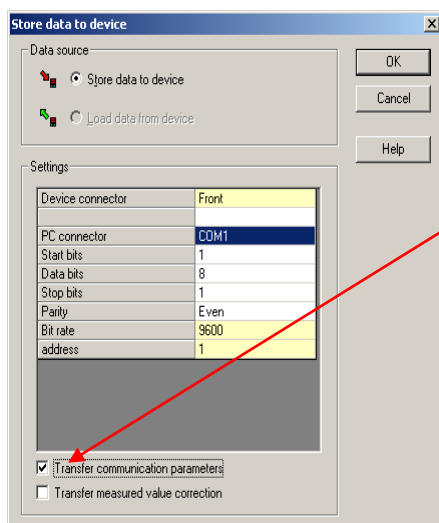 Store data to device
Data source
Store data to device
Load data from device
OK
Cancel
Help
Settings
Device connector Front
PC connector COM1
Start bits 1
Data bits 8
Stop bits 1
Parity Even
Bit rate 9600
address 1
Transfer communication parameters
Transfer measured value correction